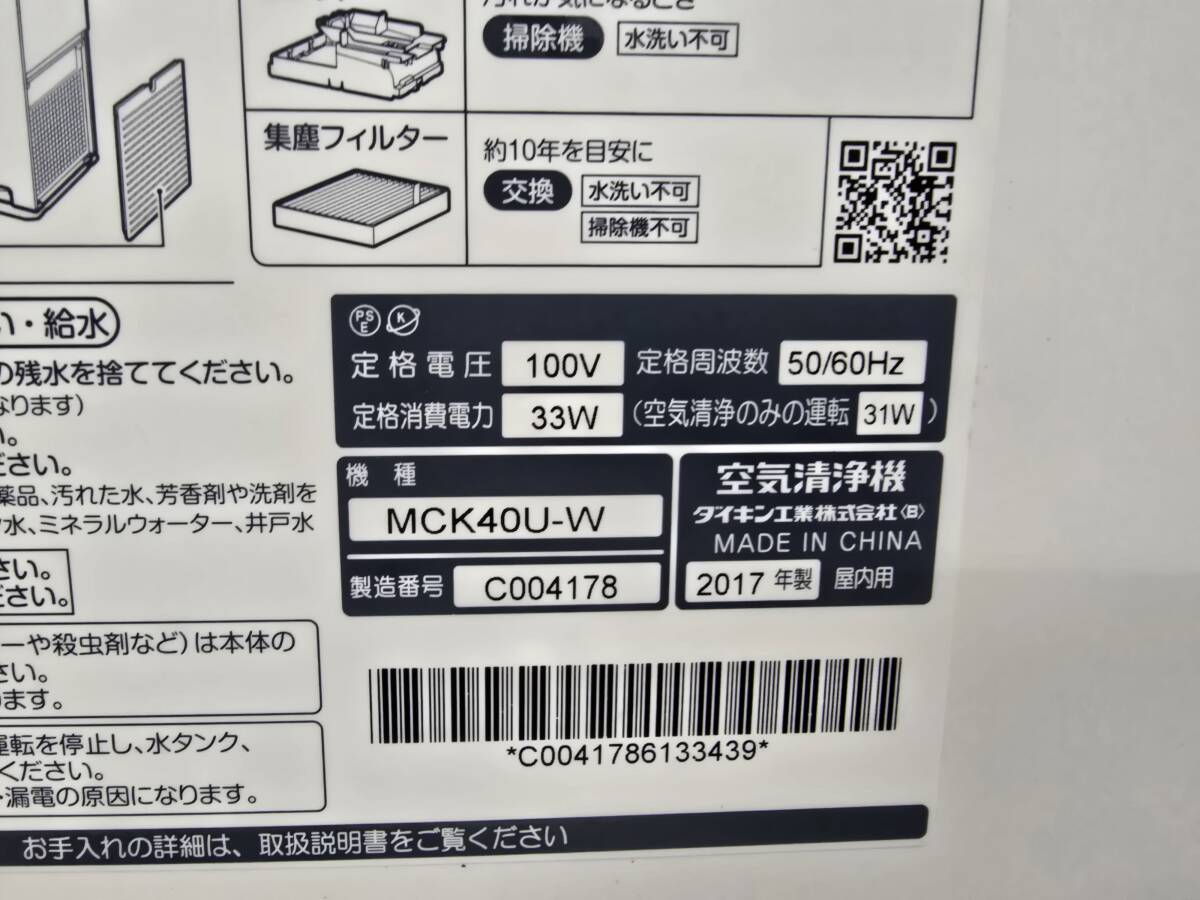 掃除機 水洗い不可
集塵フィルター
約10年を目安に
交換 水洗い不可
掃除機不可
い・給水
の残水を捨ててください。
なります)
い。
ださい。
薬品、汚れた水、芳香剤や洗剤を
水、ミネラルウォーター、井戸水
さい。
ださい。
ーや殺虫剤など)は本体の
さい。
ます。
運転を停止し、水タンク、
ください。
・漏電の原因になります。
PSE K
定格電圧 100V 定格周波数 50/60Hz
定格消費電力 33W (空気清浄のみの運転 31W)
機種
MCK40U-W
製造番号 C004178
空気清浄機
ダイキン工業株式会社〈日〉
MADE IN CHINA
2017 年製 屋内用
*C0041786133439*
お手入れの詳細は、取扱説明書をご覧ください